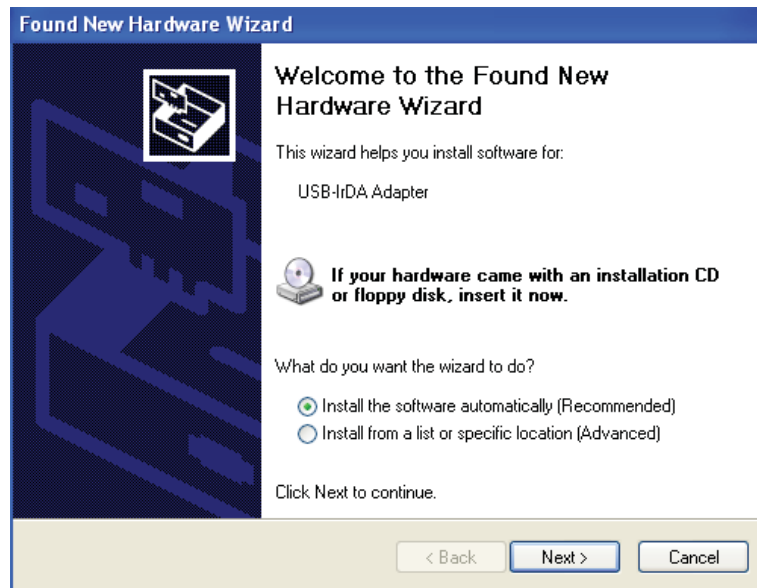 Found New Hardware Wizard
Welcome to the Found New
Hardware Wizard
This wizard helps you install software for:
USB-IrDA Adapter
If your hardware came with an installation CD
or floppy disk, insert it now.
What do you want the wizard to do?
Install the software automatically (Recommended)
Install from a list or specific location (Advanced)
Click Next to continue.
< Back
Next >
Cancel